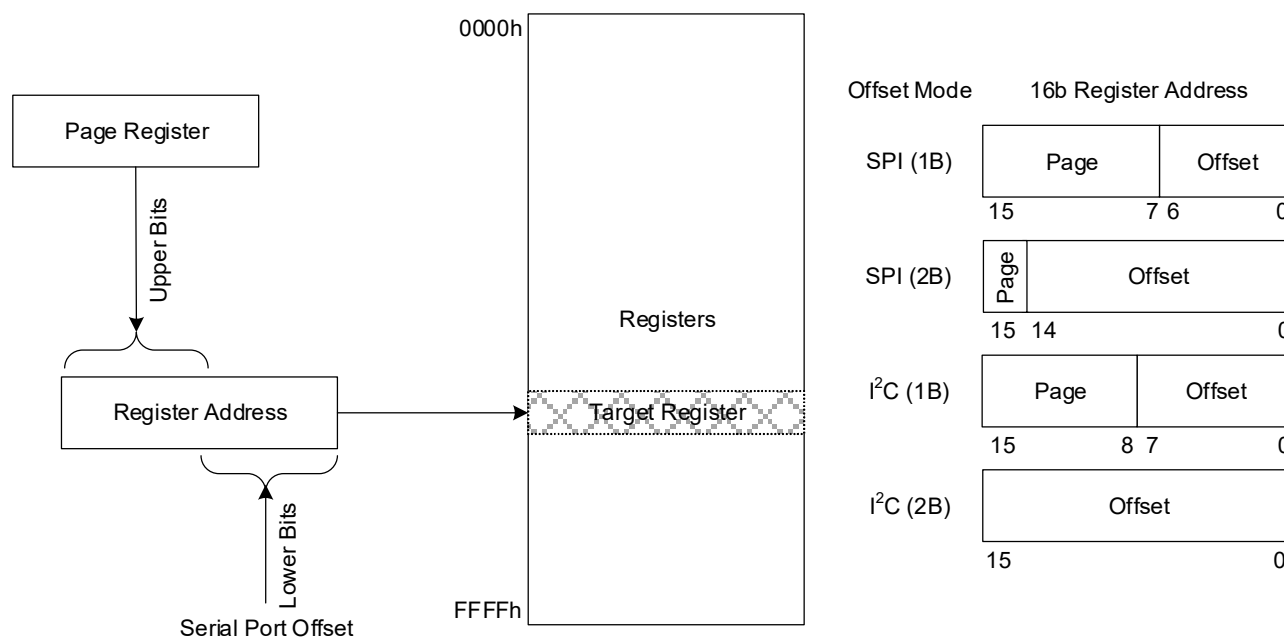 0000h
Page Register
Upper Bits
Register Address
Lower Bits
Serial Port Offset
Registers
Target Register
FFFFh
Offset Mode 16b Register Address
SPI (1B) Page Offset
15 7 6 0
SPI (2B) Page Offset
15 14 0
I²C (1B) Page Offset
15 8 7 0
I²C (2B) Offset
15 0